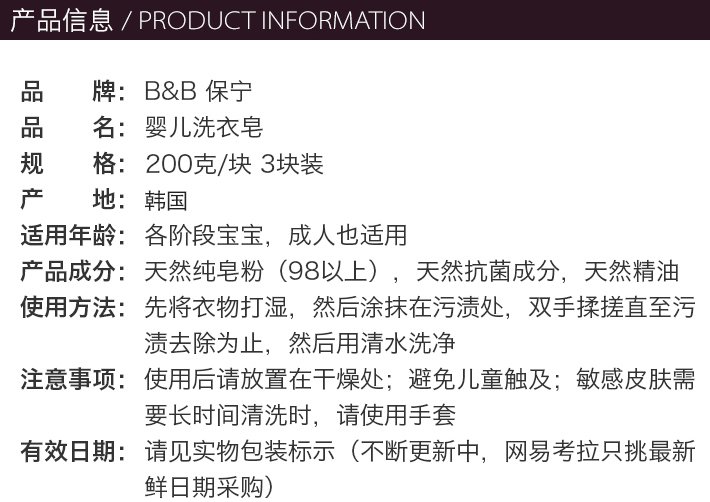 产品信息 / PRODUCT INFORMATION
品 牌：B&B 保宁
品 名：婴儿洗衣皂
规 格：200克/块 3块装
产 地：韩国
适用年龄：各阶段宝宝，成人也适用
产品成分：天然纯皂粉（98以上），天然抗菌成分，天然精油
使用方法：先将衣物打湿，然后涂抹在污渍处，双手揉搓直至污
渍去除为止，然后用清水洗净
注意事项：使用后请放置在干燥处；避免儿童触及；敏感皮肤需
要长时间清洗时，请使用手套
有效日期：请见实物包装标示（不断更新中，网易考拉只挑最新
鲜日期采购）